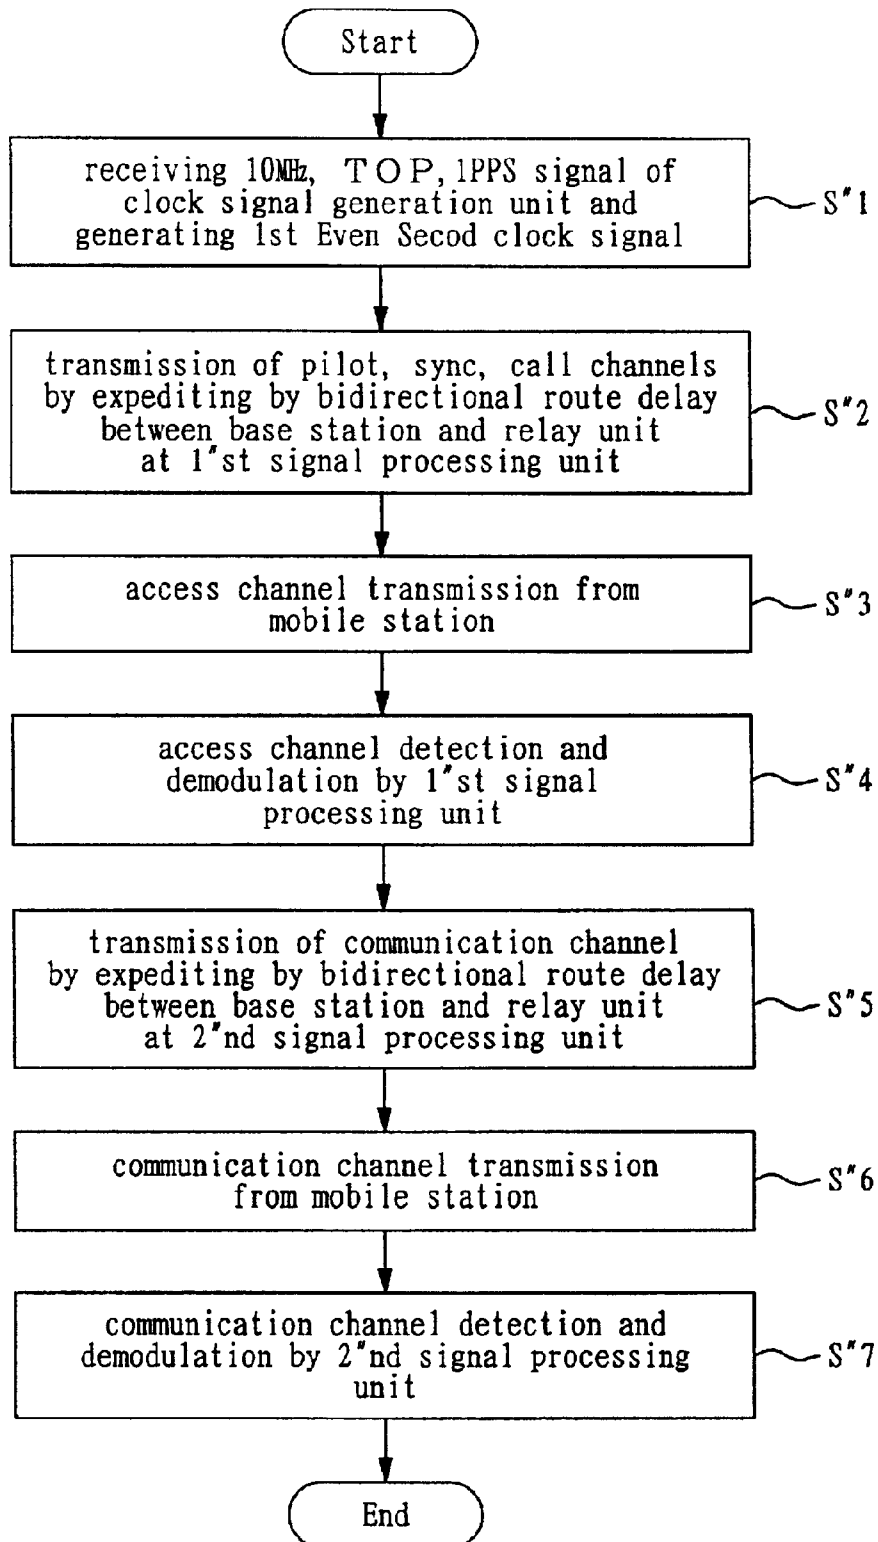 Start
receiving 10MHz, TOP, 1PPS signal of
clock signal generation unit and
generating 1st Even Secod clock signal
S"1
transmission of pilot, sync, call channels
by expediting by bidirectional route delay
between base station and relay unit
at 1"st signal processing unit
S"2
access channel transmission from
mobile station
S"3
access channel detection and
demodulation by 1"st signal
processing unit
S"4
transmission of communication channel
by expediting by bidirectional route delay
between base station and relay unit
at 2"nd signal processing unit
S"5
communication channel transmission
from mobile station
S"6
communication channel detection and
demodulation by 2"nd signal processing
unit
S"7
End